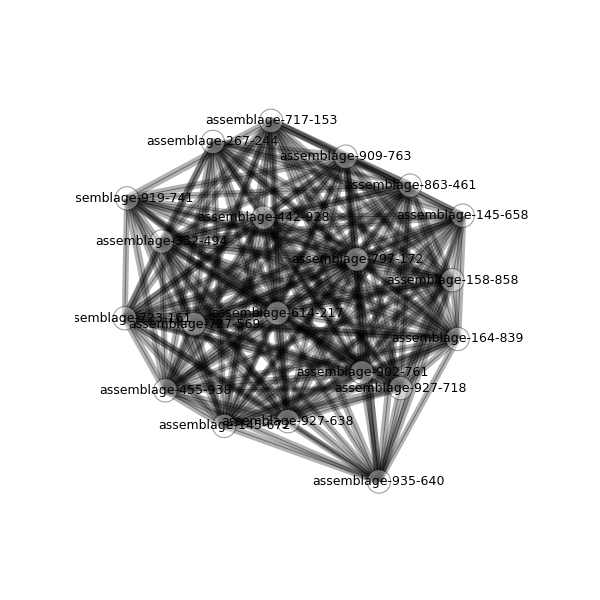 assemblage-717-153
assemblage-267-244
assemblage-909-763
assemblage-863-461
semblage-919-741
assemblage-145-658
assemblage-442-928
assemblage-332-494
assemblage-797-172
assemblage-158-858
assemblage-614-217
semblage-723-161
assemblage-727-569
assemblage-164-839
assemblage-902-761
assemblage-927-718
assemblage-455-938
assemblage-927-638
assemblage-145-672
assemblage-935-640